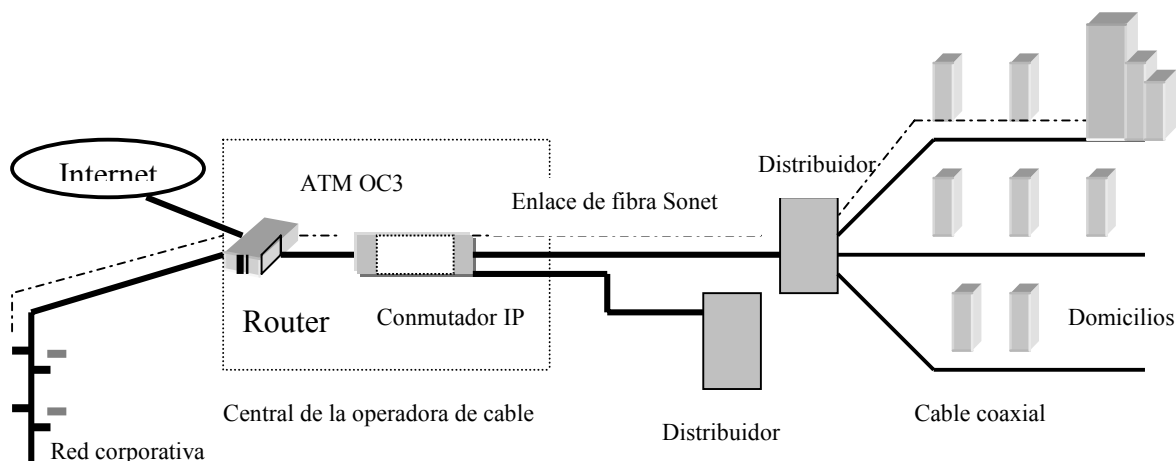 Internet
ATM OC3
Enlace de fibra Sonet
Distribuidor
Router
Conmutador IP
Domicilios
Central de la operadora de cable
Distribuidor
Cable coaxial
Red corporativa